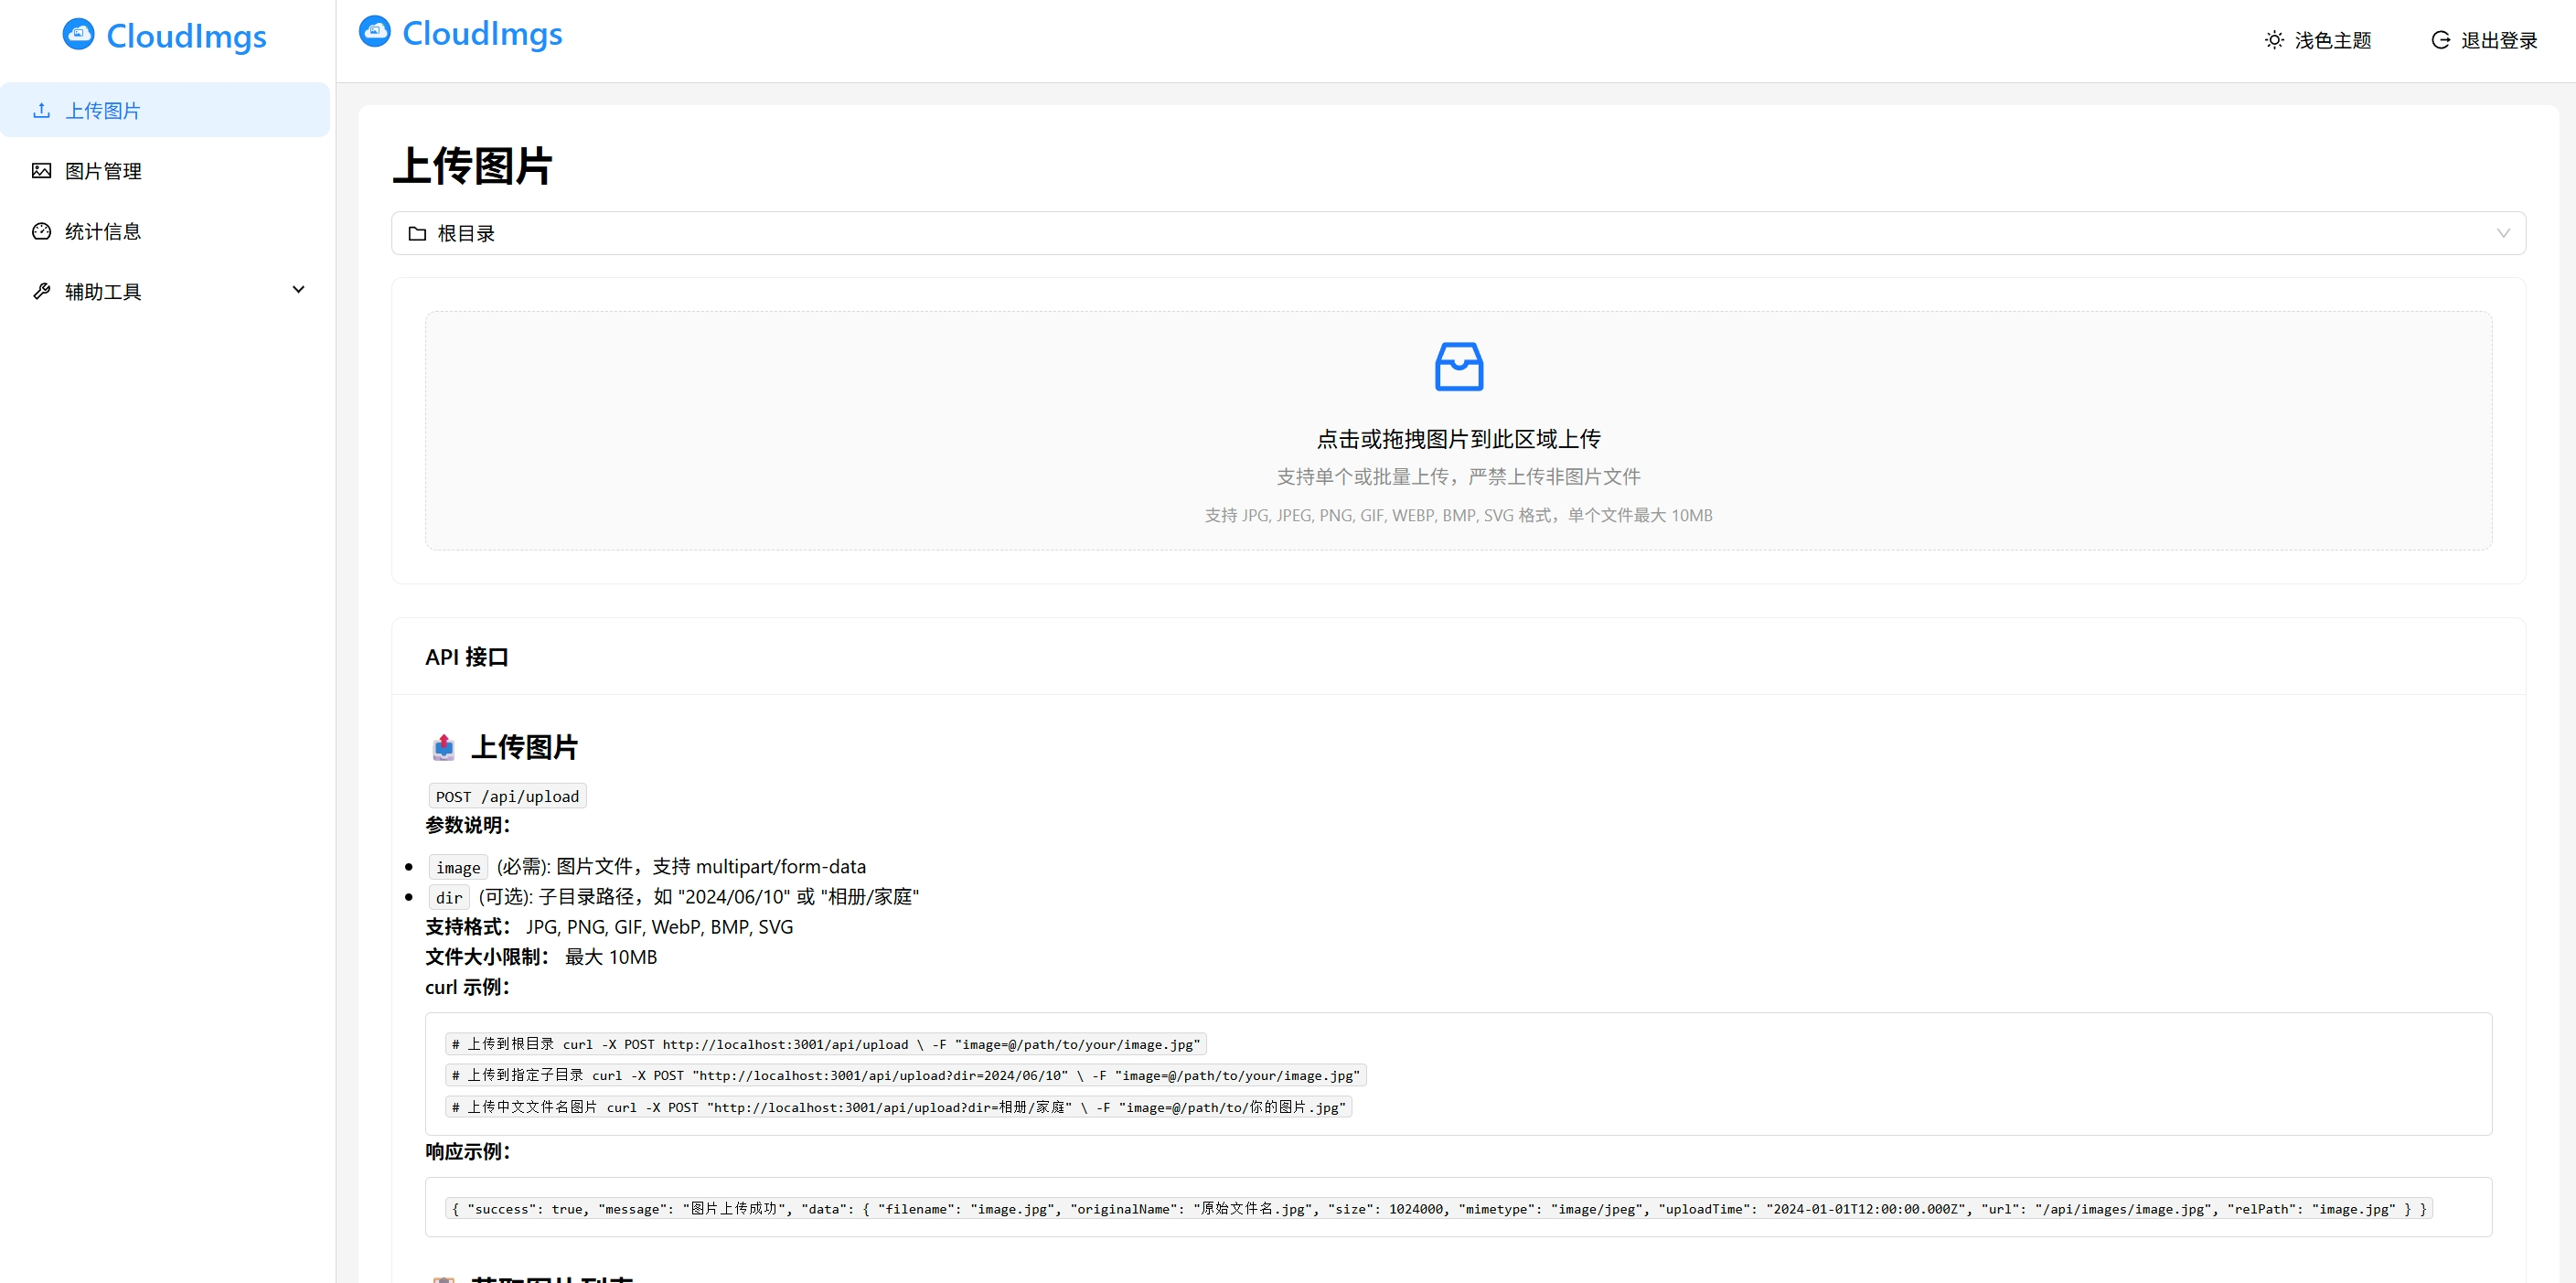 CloudImgs
CloudImgs
浅色主题
退出登录
上传图片
图片管理
统计信息
辅助工具
上传图片
根目录
点击或拖拽图片到此区域上传
支持单个或批量上传，严禁上传非图片文件
支持 JPG, JPEG, PNG, GIF, WEBP, BMP, SVG 格式，单个文件最大 10MB
API 接口
上传图片
POST /api/upload
参数说明：
image (必需): 图片文件，支持 multipart/form-data
dir (可选): 子目录路径，如 "2024/06/10" 或 "相册/家庭"
支持格式： JPG, PNG, GIF, WebP, BMP, SVG
文件大小限制： 最大 10MB
curl 示例：
# 上传到根目录 curl -X POST http://localhost:3001/api/upload \ -F "image=@/path/to/your/image.jpg"
# 上传到指定子目录 curl -X POST "http://localhost:3001/api/upload?dir=2024/06/10" \ -F "image=@/path/to/your/image.jpg"
# 上传中文文件名图片 curl -X POST "http://localhost:3001/api/upload?dir=相册/家庭" \ -F "image=@/path/to/你的图片.jpg"
响应示例：
{ "success": true, "message": "图片上传成功", "data": { "filename": "image.jpg", "originalName": "原始文件名.jpg", "size": 1024000, "mimetype": "image/jpeg", "uploadTime": "2024-01-01T12:00:00.000Z", "url": "/api/images/image.jpg", "relPath": "image.jpg" } }
获取图片列表